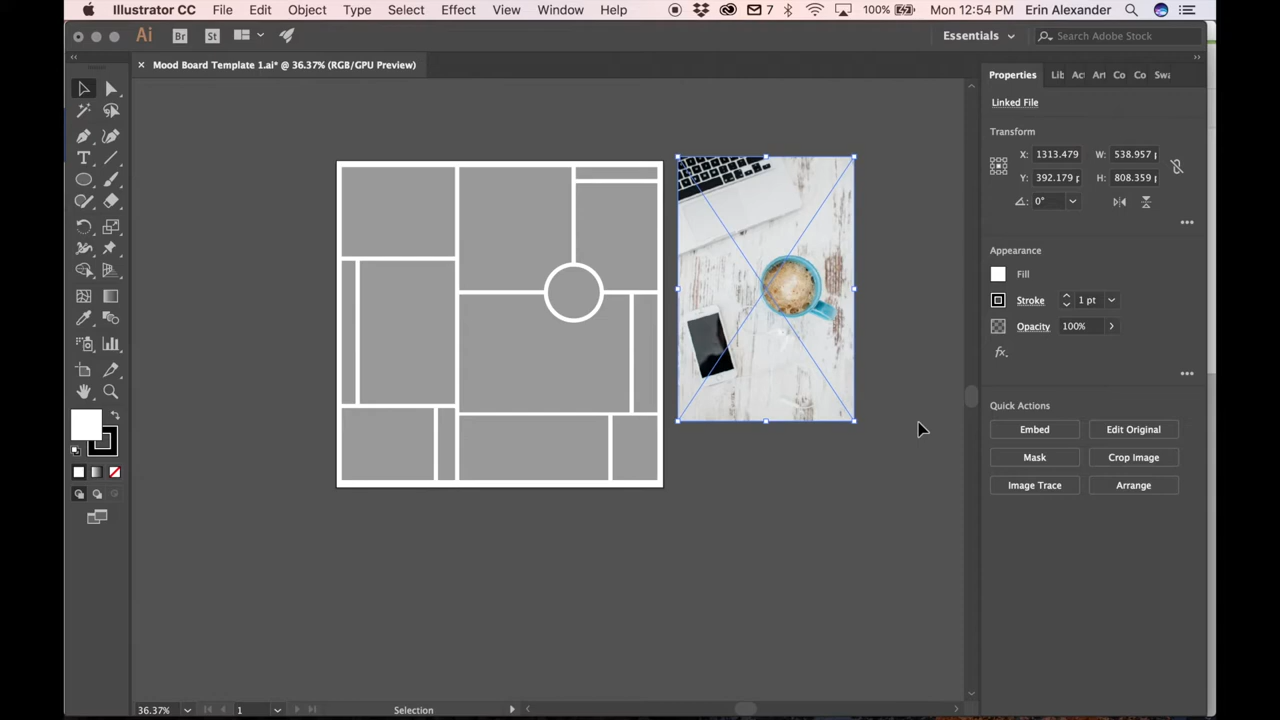 Illustrator CC File Edit Object Type Select Effect View Window Help 7 100% Mon 12:54 PM Erin Alexander
Ai Br St Essentials Search Adobe Stock
Mood Board Template 1.ai* @ 36.37% (RGB/GPU Preview)
Properties Lib Act Art Co Co Swa
Linked File
Transform
X: 1313.479 W: 538.957 p
Y: 392.179 p H: 808.359 p
0°
Appearance
Fill
Stroke 1 pt
Opacity 100%
fx.
Quick Actions
Embed Edit Original
Mask Crop Image
Image Trace Arrange
36.37% 1 Selection